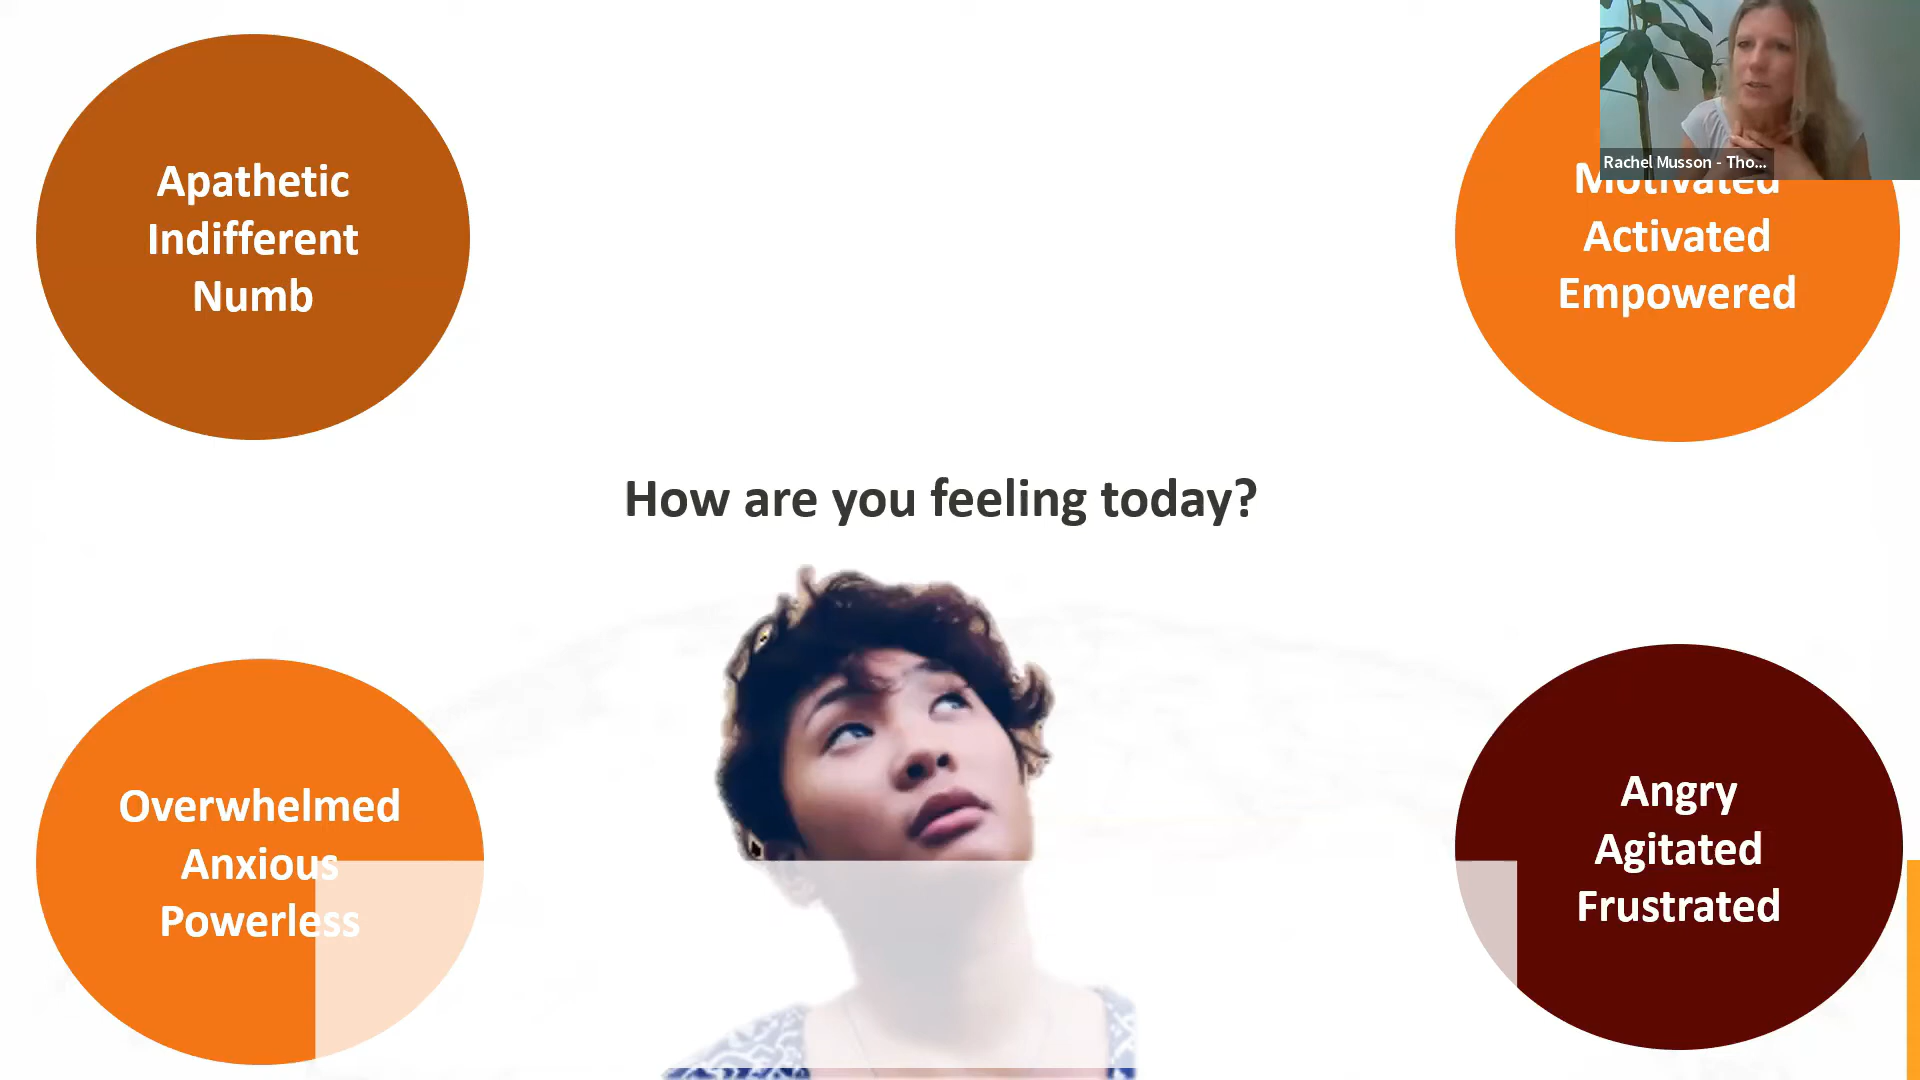 Apathetic
Indifferent
Numb
Rachel Musson - Tho...
Motivated
Activated
Empowered
How are you feeling today?
Overwhelmed
Anxious
Powerless
Angry
Agitated
Frustrated